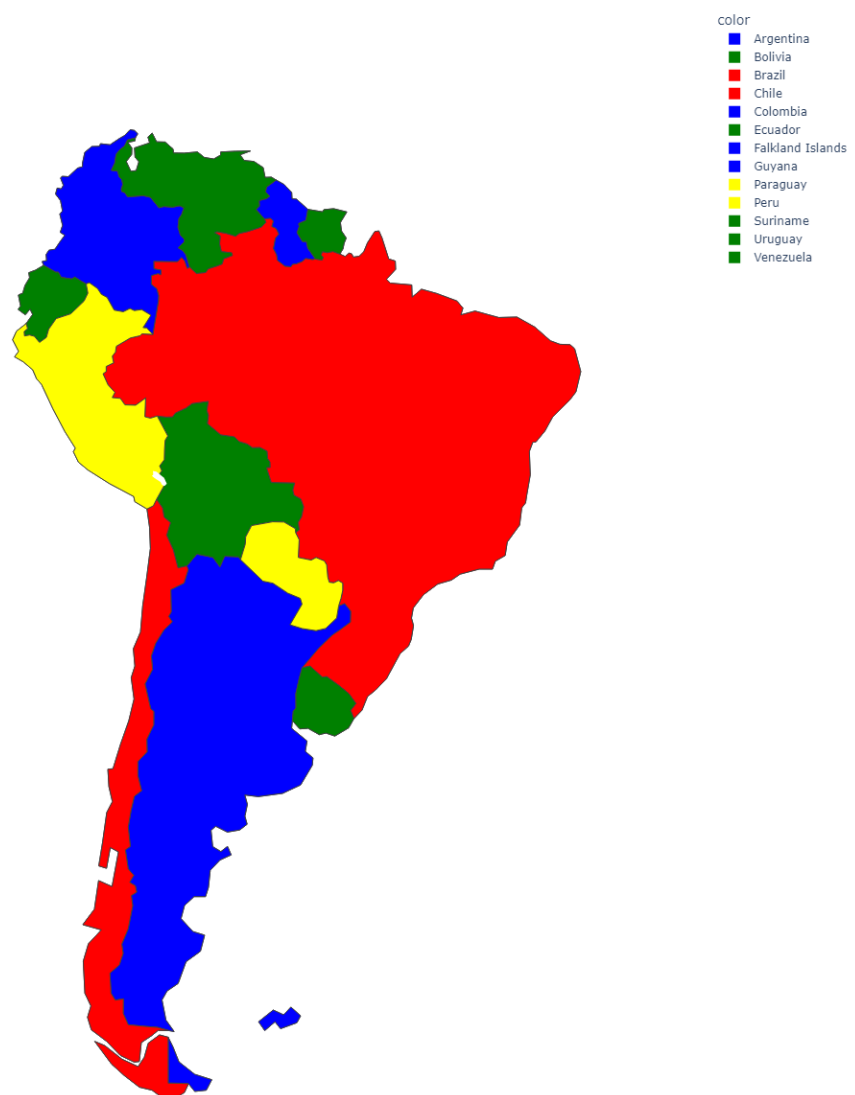 color
Argentina
Bolivia
Brazil
Chile
Colombia
Ecuador
Falkland Islands
Guyana
Paraguay
Peru
Suriname
Uruguay
Venezuela